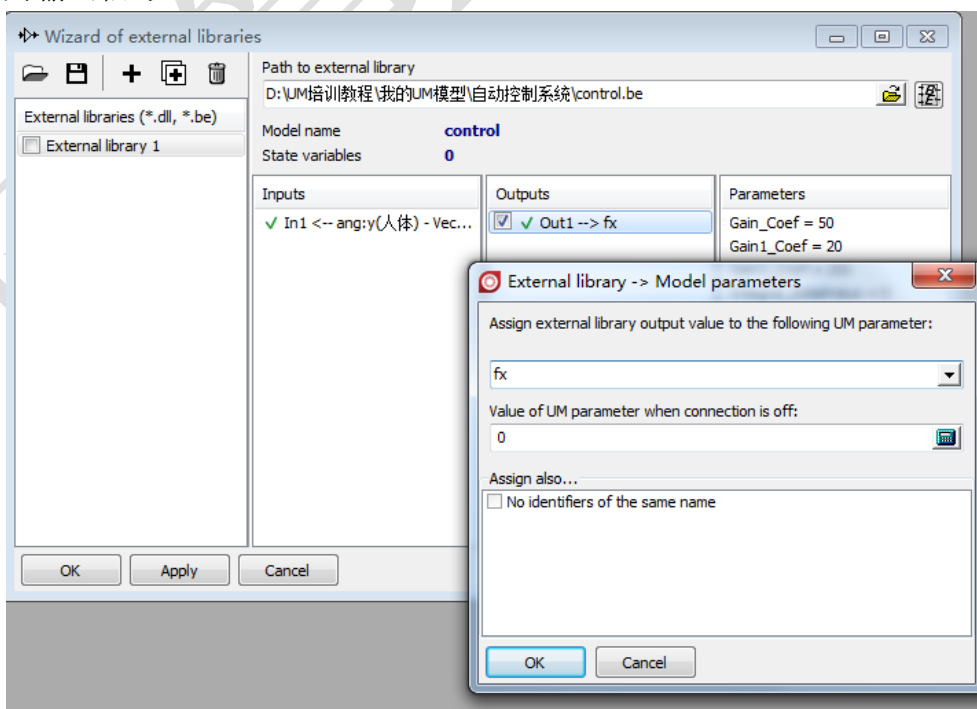 Wizard of external libraries
Path to external library
D:\UM培训教程\我的UM模型\自动控制系统\control.be
External libraries (*.dll, *.be)
External library 1
Model name control
State variables 0
Inputs
In1 <-- ang:y(人体) - Vec...
Outputs
Out1 --> fx
Parameters
Gain_Coef = 50
Gain1_Coef = 20
External library -> Model parameters
Assign external library output value to the following UM parameter:
fx
Value of UM parameter when connection is off:
0
Assign also...
No identifiers of the same name
OK Cancel
OK Apply Cancel